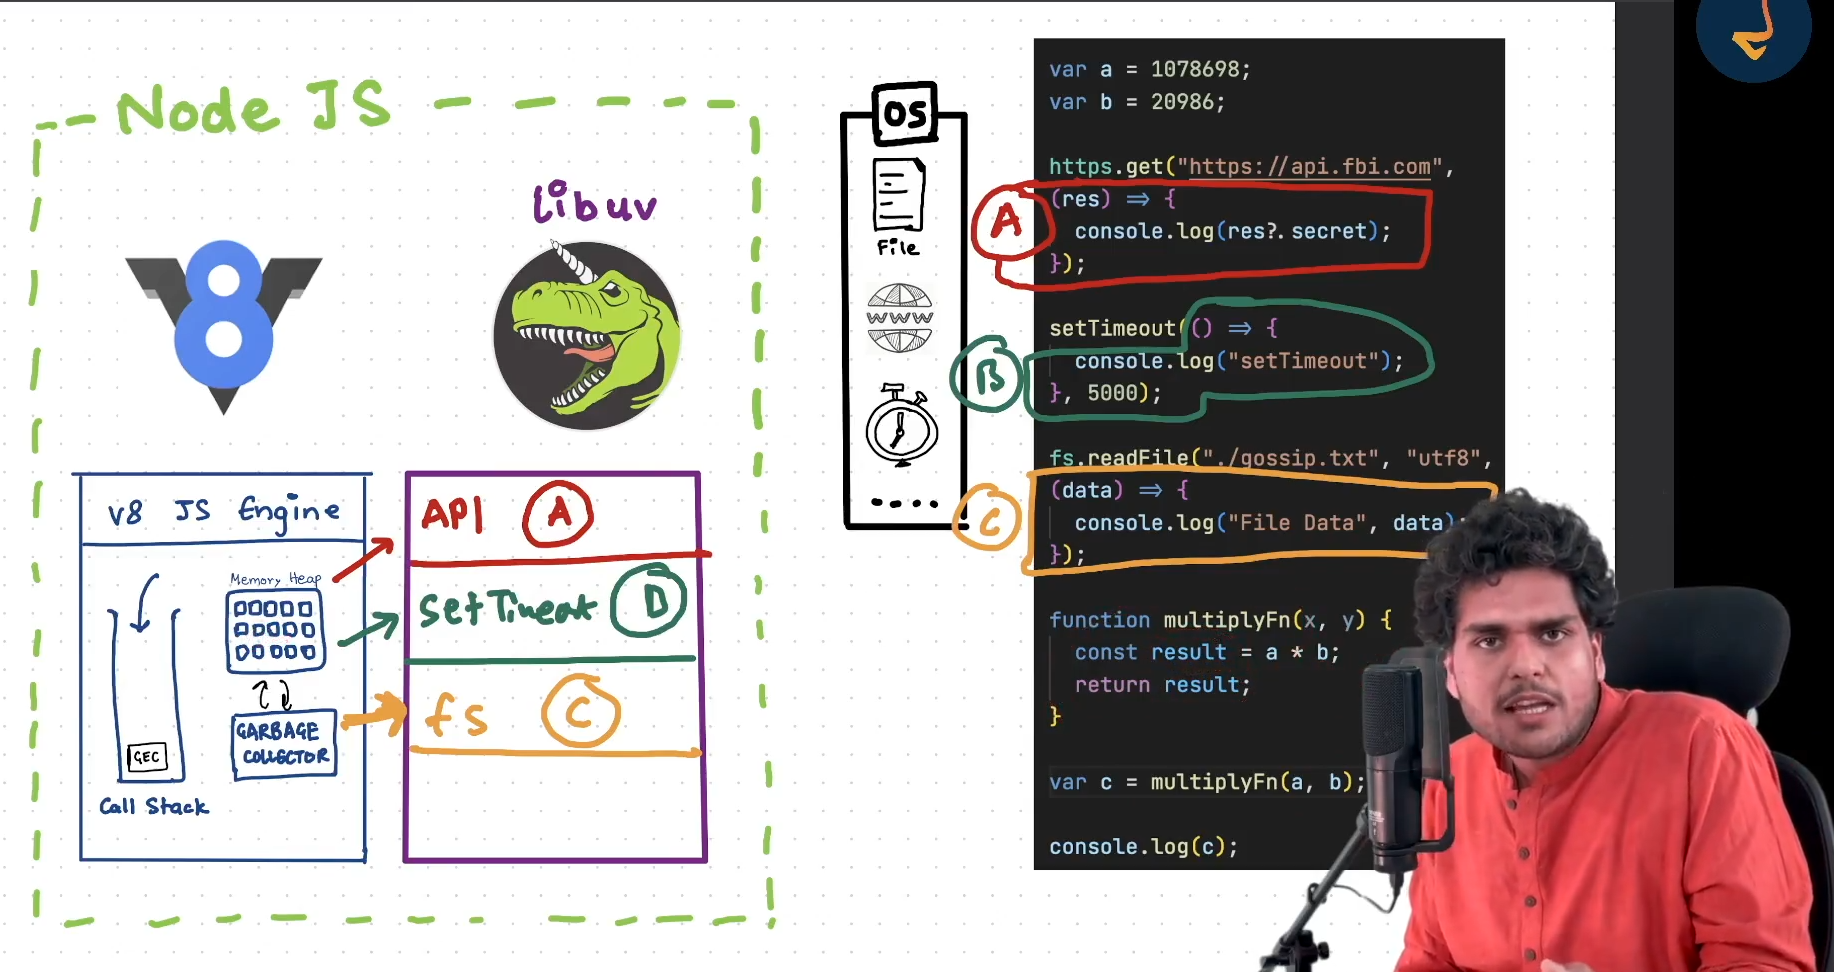 Node JS
libuv
V8
V8 JS Engine
Memory Heap
GARBAGE
COLLECTOR
GEC
Call Stack
API A
setTimeout B
fs C
OS
File
WWW
A
B
C
var a = 1078698;
var b = 20986;
https.get("https://api.fbi.com",
(res) => {
console.log(res?.secret);
});
setTimeout(() => {
console.log("setTimeout");
}, 5000);
fs.readFile("./gossip.txt", "utf8",
(data) => {
console.log("File Data", data);
});
function multiplyFn(x, y) {
const result = a * b;
return result;
}
var c = multiplyFn(a, b);
console.log(c);